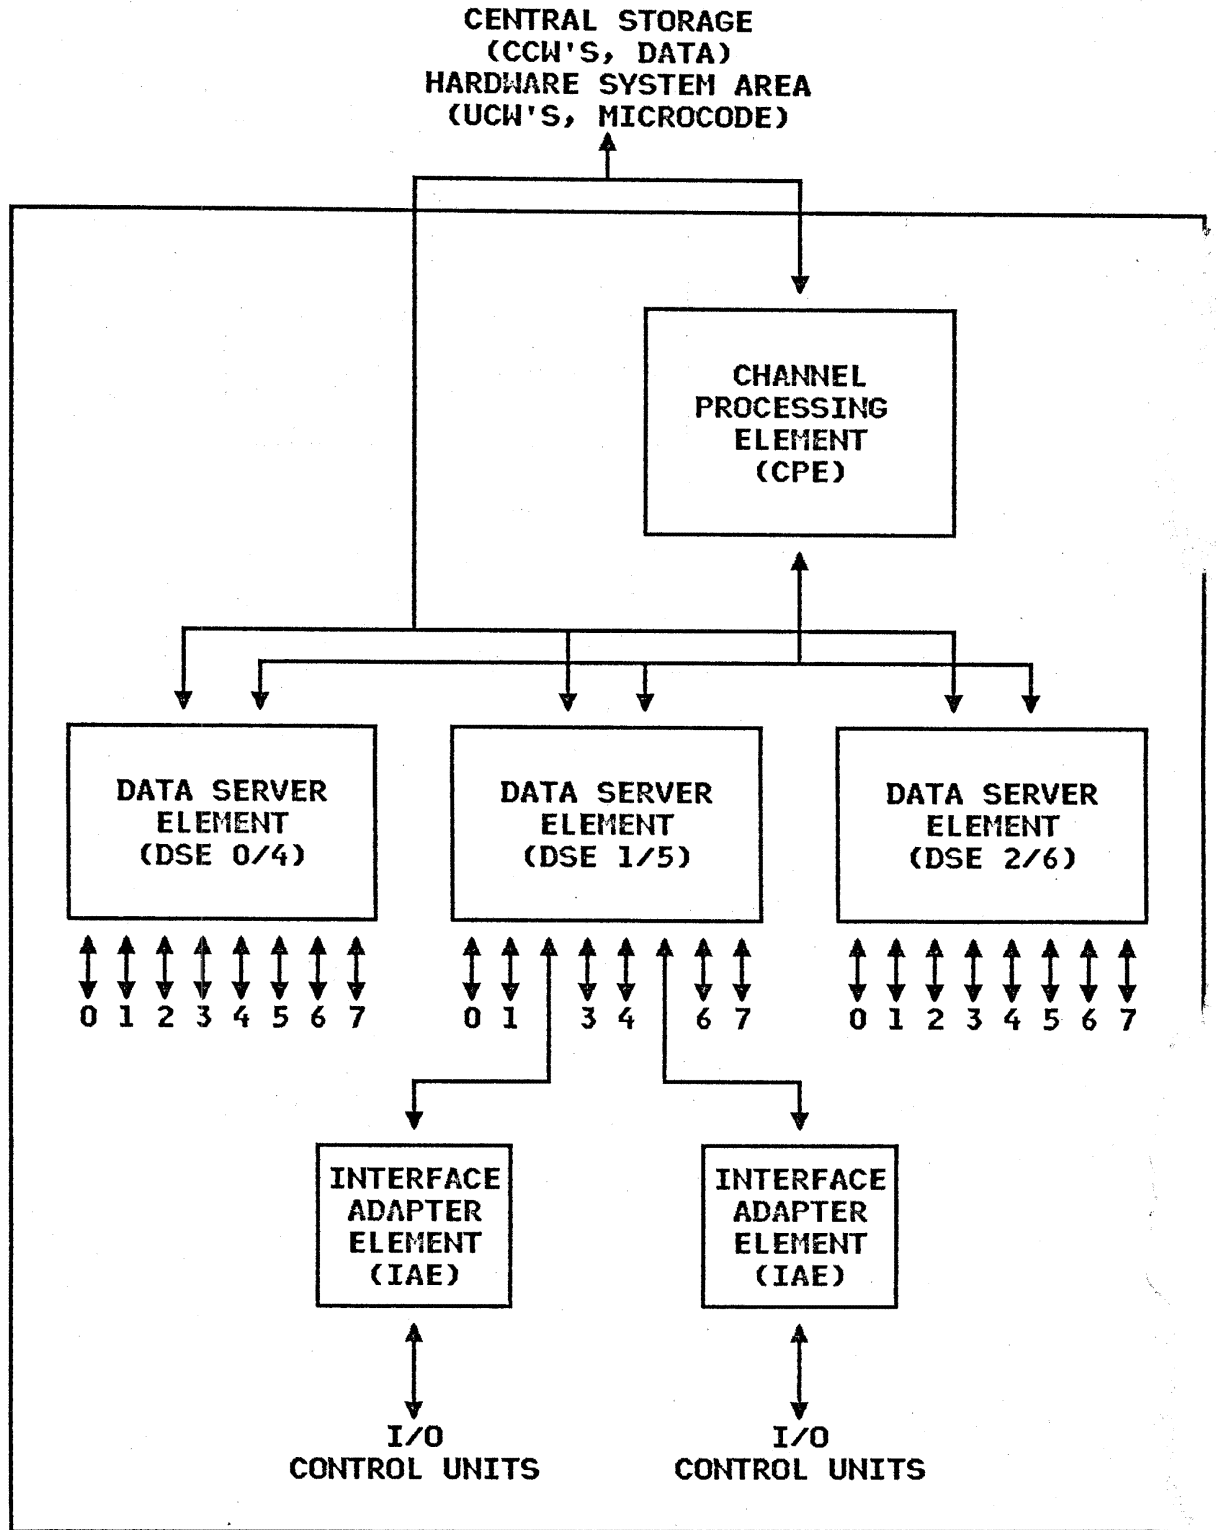 CENTRAL STORAGE
(CCW'S, DATA)
HARDWARE SYSTEM AREA
(UCW'S, MICROCODE)
CHANNEL
PROCESSING
ELEMENT
(CPE)
DATA SERVER
ELEMENT
(DSE 0/4)
DATA SERVER
ELEMENT
(DSE 1/5)
DATA SERVER
ELEMENT
(DSE 2/6)
0 1 2 3 4 5 6 7
0 1 3 4 6 7
0 1 2 3 4 5 6 7
INTERFACE
ADAPTER
ELEMENT
(IAE)
INTERFACE
ADAPTER
ELEMENT
(IAE)
I/O
CONTROL UNITS
I/O
CONTROL UNITS